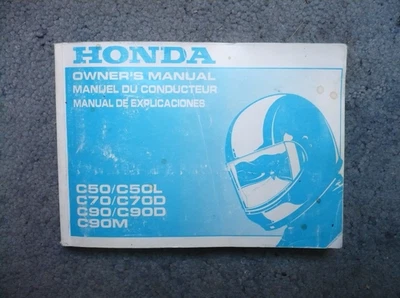 HONDA
OWNER'S MANUAL
MANUEL DU CONDUCTEUR
MANUAL DE EXPLICACIONES
C50/C50L
C70/C70D
C90/C90D
C90M